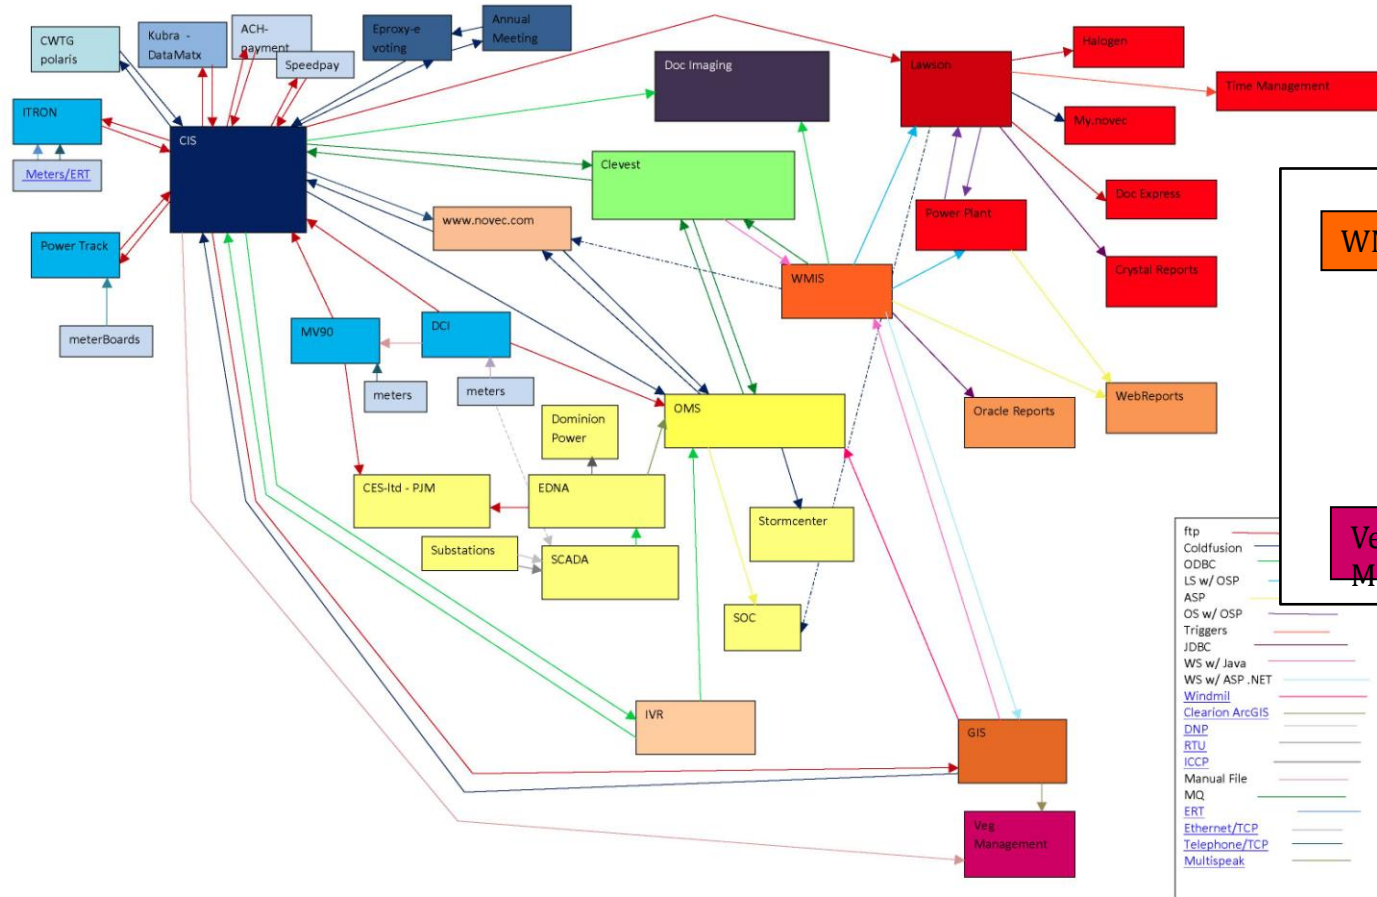 CWTG
polaris
Kubra -
DataMatx
ACH-
payment
Speedpay
Eproxy-e
voting
Annual
Meeting
Doc Imaging
Lawson
Halogen
Time Management
My.novec
ITRON
Meters/ERT
CIS
Clevest
Doc Express
Power Plant
Crystal Reports
Power Track
www.novec.com
WMIS
meterBoards
MV90
DCI
meters
meters
OMS
Oracle Reports
WebReports
Dominion
Power
CES-ltd - PJM
EDNA
Stormcenter
Substations
SCADA
SOC
IVR
GIS
Veg
Management
ftp
Coldfusion
ODBC
LS w/ OSP
ASP
OS w/ OSP
Triggers
JDBC
WS w/ Java
WS w/ ASP .NET
Windmil
Clearion ArcGIS
DNP
RTU
ICCP
Manual File
MQ
ERT
Ethernet/TCP
Telephone/TCP
Multispeak